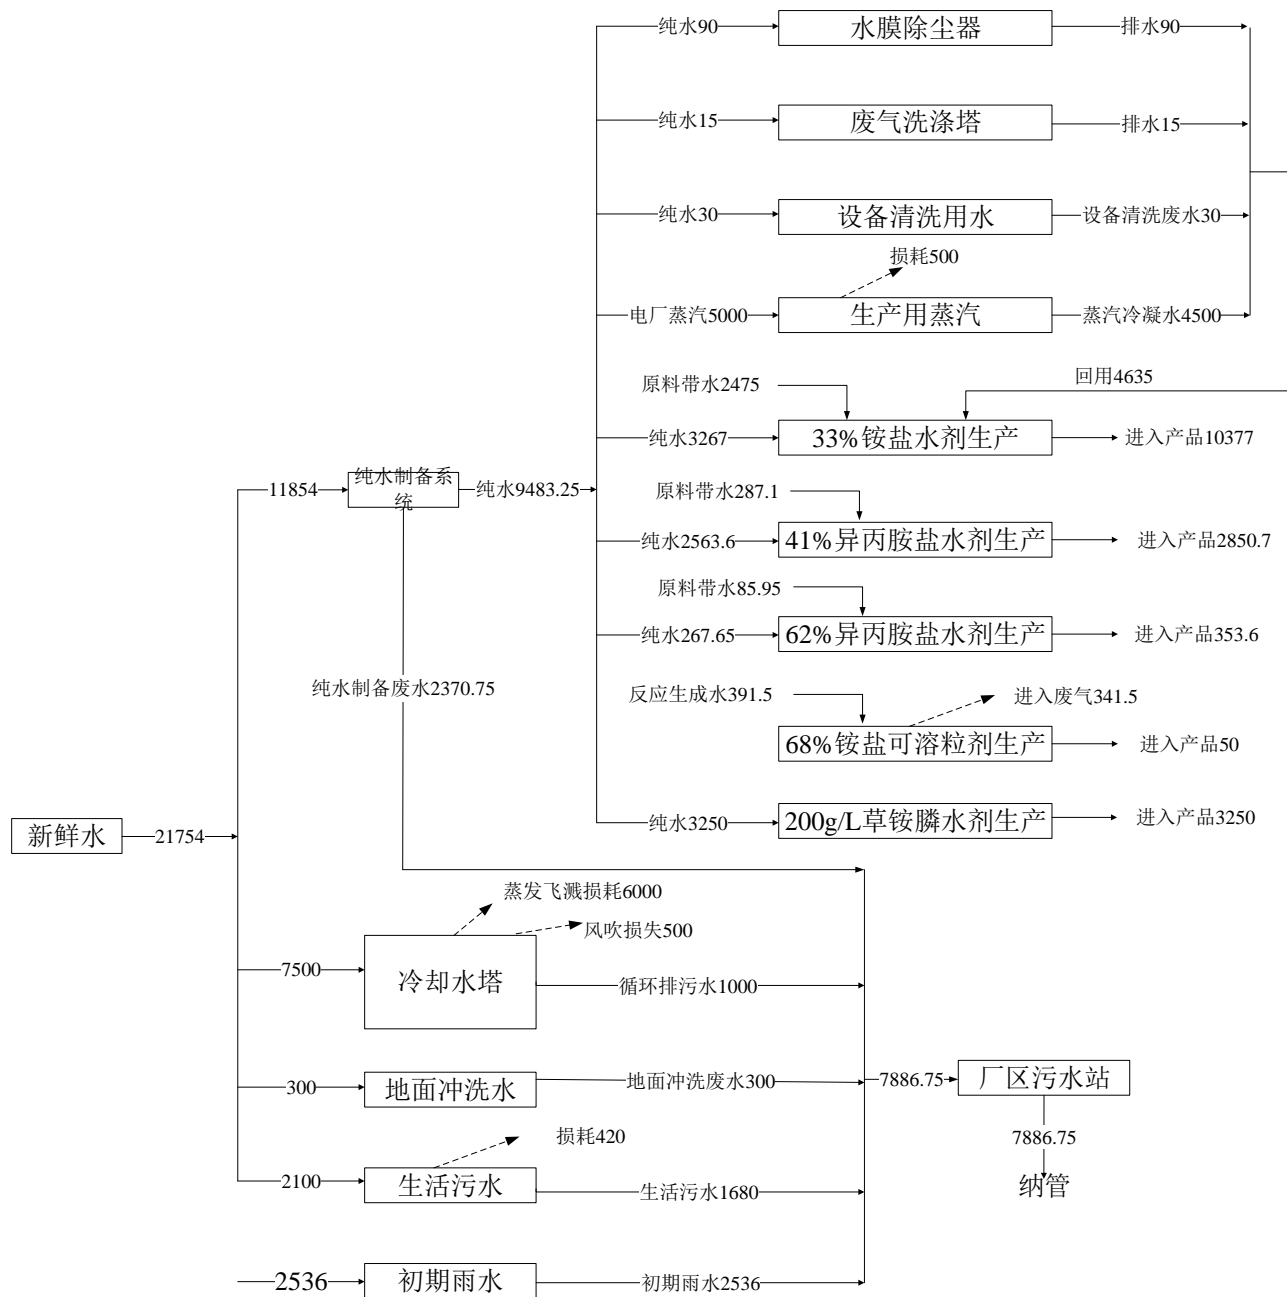 纯水90
水膜除尘器
排水90
纯水15
废气洗涤塔
排水15
纯水30
设备清洗用水
设备清洗废水30
损耗500
电厂蒸汽5000
生产用蒸汽
蒸汽冷凝水4500
原料带水2475
回用4635
纯水3267
33%铵盐水剂生产
进入产品10377
11854
纯水制备系
统
纯水9483.25
原料带水287.1
纯水2563.6
41%异丙胺盐水剂生产
进入产品2850.7
原料带水85.95
纯水267.65
62%异丙胺盐水剂生产
进入产品353.6
纯水制备废水2370.75
反应生成水391.5
进入废气341.5
68%铵盐可溶粒剂生产
进入产品50
新鲜水
21754
纯水3250
200g/L草铵膦水剂生产
进入产品3250
蒸发飞溅损耗6000
风吹损失500
7500
冷却水塔
循环排污水1000
300
地面冲洗水
地面冲洗废水300
7886.75
厂区污水站
损耗420
7886.75
2100
生活污水
生活污水1680
纳管
2536
初期雨水
初期雨水2536